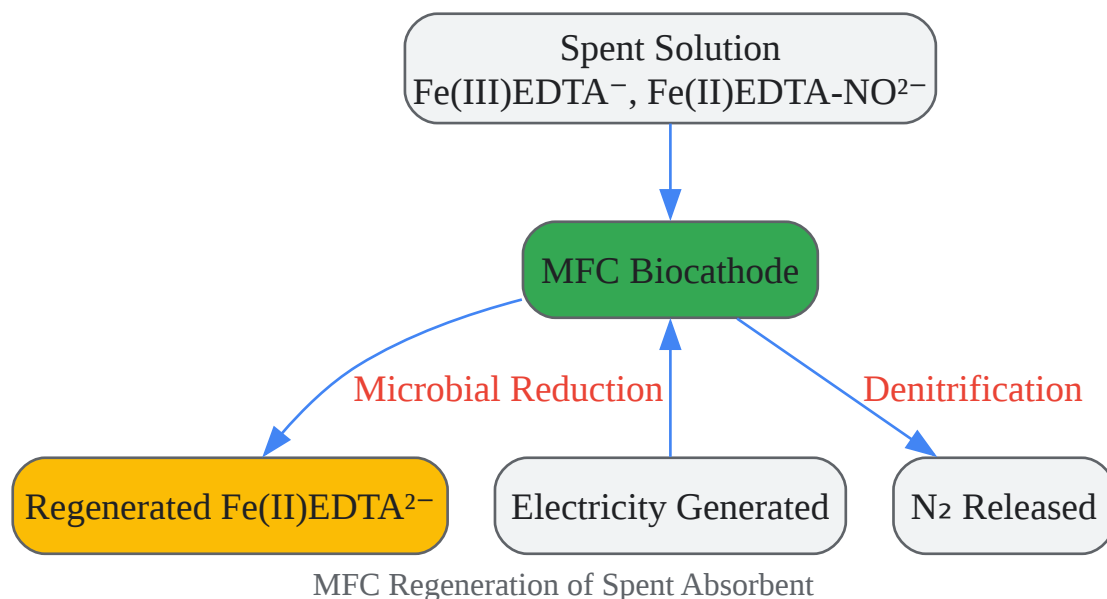 Spent Solution
Fe(III)EDTA⁻, Fe(II)EDTA-NO²⁻
MFC Biocathode
Microbial Reduction
Denitrification
Regenerated Fe(II)EDTA²⁻
Electricity Generated
N₂ Released
MFC Regeneration of Spent Absorbent